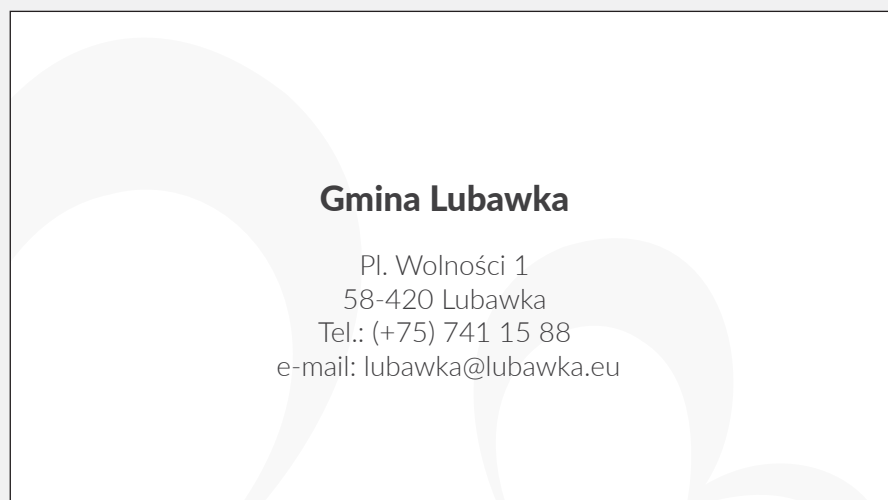 Gmina Lubawka
Pl. Wolności 1
58-420 Lubawka
Tel.: (+75) 741 15 88
e-mail: lubawka@lubawka.eu